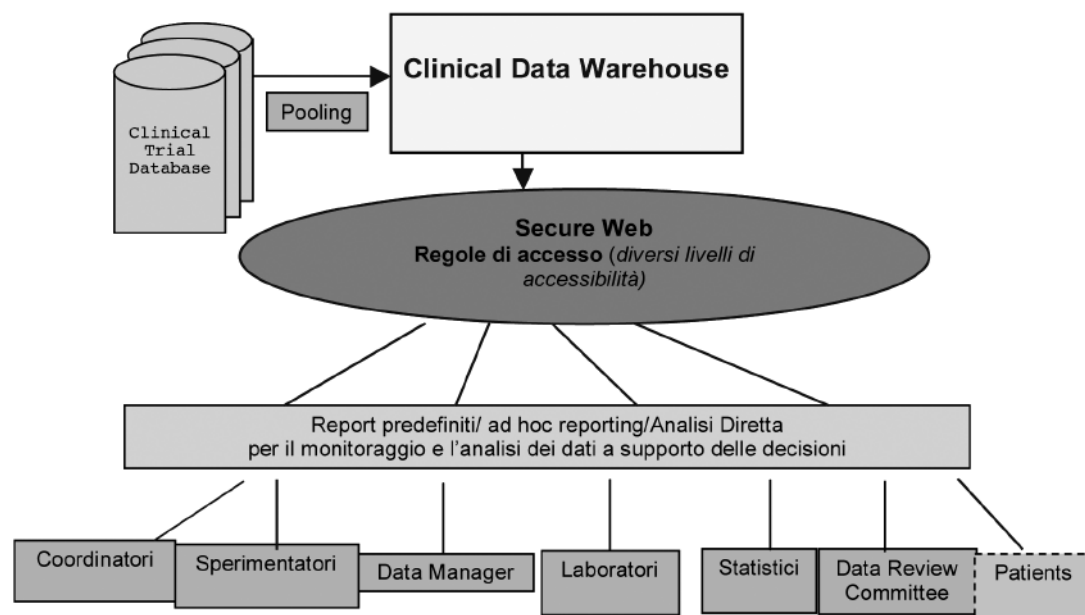 Clinical Data Warehouse
Pooling
Clinical
Trial
Database
Secure Web
Regole di accesso (diversi livelli di
accessibilità)
Report predefiniti/ ad hoc reporting/Analisi Diretta
per il monitoraggio e l'analisi dei dati a supporto delle decisioni
Coordinatori
Sperimentatori
Data Manager
Laboratori
Statistici
Data Review
Committee
Patients